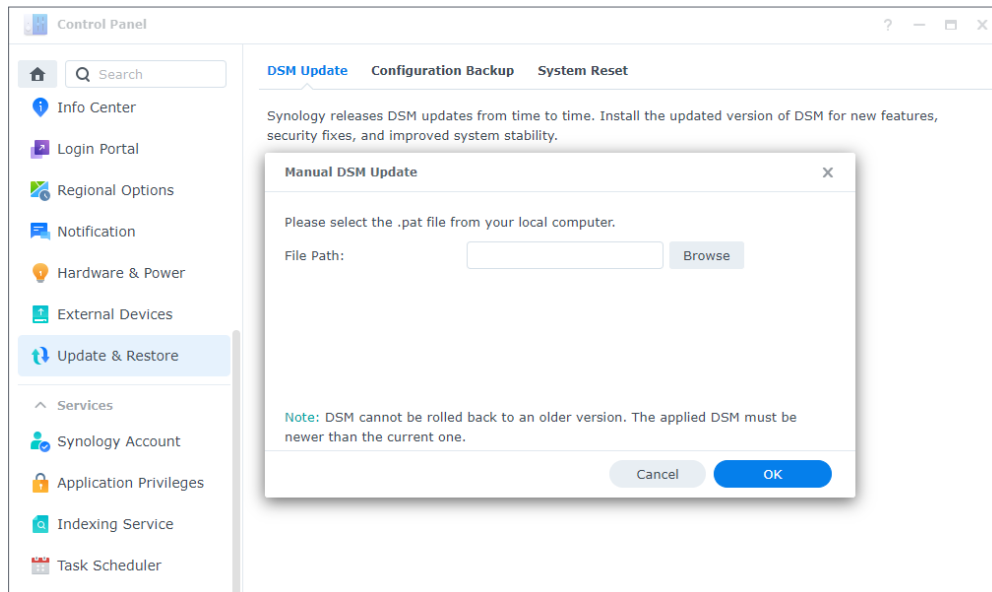 Control Panel
?
Search
Info Center
Login Portal
Regional Options
Notification
Hardware & Power
External Devices
Update & Restore
Services
Synology Account
Application Privileges
Indexing Service
Task Scheduler
DSM Update Configuration Backup System Reset
Synology releases DSM updates from time to time. Install the updated version of DSM for new features,
security fixes, and improved system stability.
Manual DSM Update
Please select the .pat file from your local computer.
File Path: Browse
Note: DSM cannot be rolled back to an older version. The applied DSM must be
newer than the current one.
Cancel OK